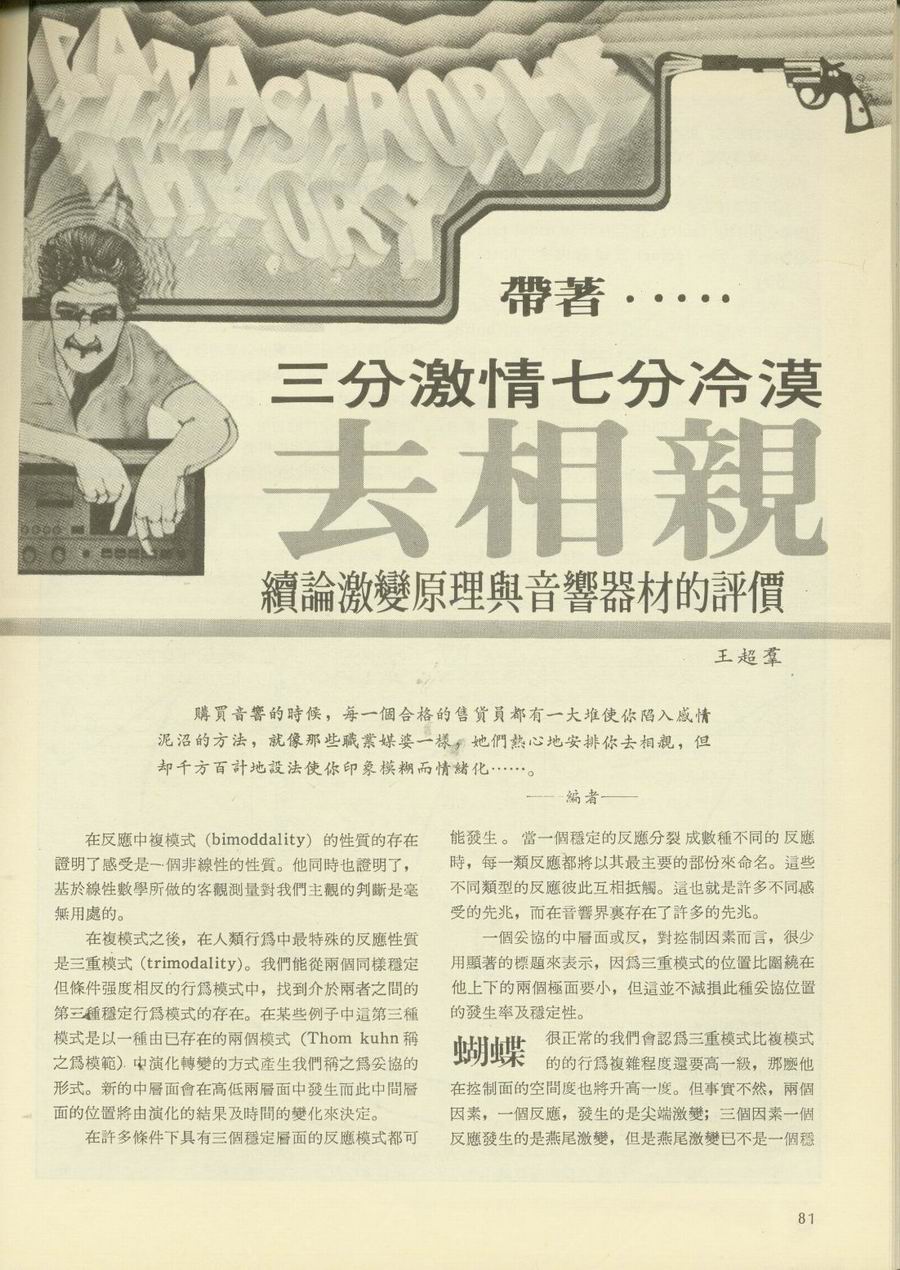 CATASTROPHY
THEORY
帶著·····
三分激情七分冷漠
去相親
續論激變原理與音響器材的評價
王超羣
購買音響的時候，每一個合格的售貨員都有一大堆使你陷入感情
泥沼的方法，就像那些職業媒婆一樣，她們熱心地安排你去相親，但
却千方百計地設法使你印象模糊而情緒化……。
——編者——
在反應中複模式（bimoddality）的性質的存在
證明了感受是一個非線性的性質。他同時也證明了，
基於線性數學所做的客觀測量對我們主觀的判斷是毫
無用處的。
在複模式之後，在人類行爲中最特殊的反應性質
是三重模式（trimodality）。我們能從兩個同樣穩定
但條件强度相反的行爲模式中，找到介於兩者之間的
第三種穩定行爲模式的存在。在某些例子中這第三種
模式是以一種由已存在的兩個模式（Thom kuhn稱
之爲模範）中演化轉變的方式產生我們稱之爲妥協的
形式。新的中層面會在高低兩層面中發生而此中間層
面的位置將由演化的結果及時間的變化來決定。
在許多條件下具有三個穩定層面的反應模式都可
能發生。當一個穩定的反應分裂成數種不同的反應
時，每一類反應都將以其最主要的部份來命名。這些
不同類型的反應彼此互相抵觸。這也就是許多不同感
受的先兆，而在音響界裏存在了許多的先兆。
一個妥協的中層面或反，對控制因素而言，很少
用顯著的標題來表示，因爲三重模式的位置比圍繞在
他上下的兩個極面要小，但這並不減損此種妥協位置
的發生率及穩定性。
蝴蝶
很正常的我們會認爲三重模式比複模式
的的行爲複雜程度還要高一級，那麼他
在控制面的空間度也將升高一度。但事實不然，兩個
因素，一個反應，發生的是尖端激變；三個因素一個
反應發生的是燕尾激變，但是燕尾激變已不是一個穩
81